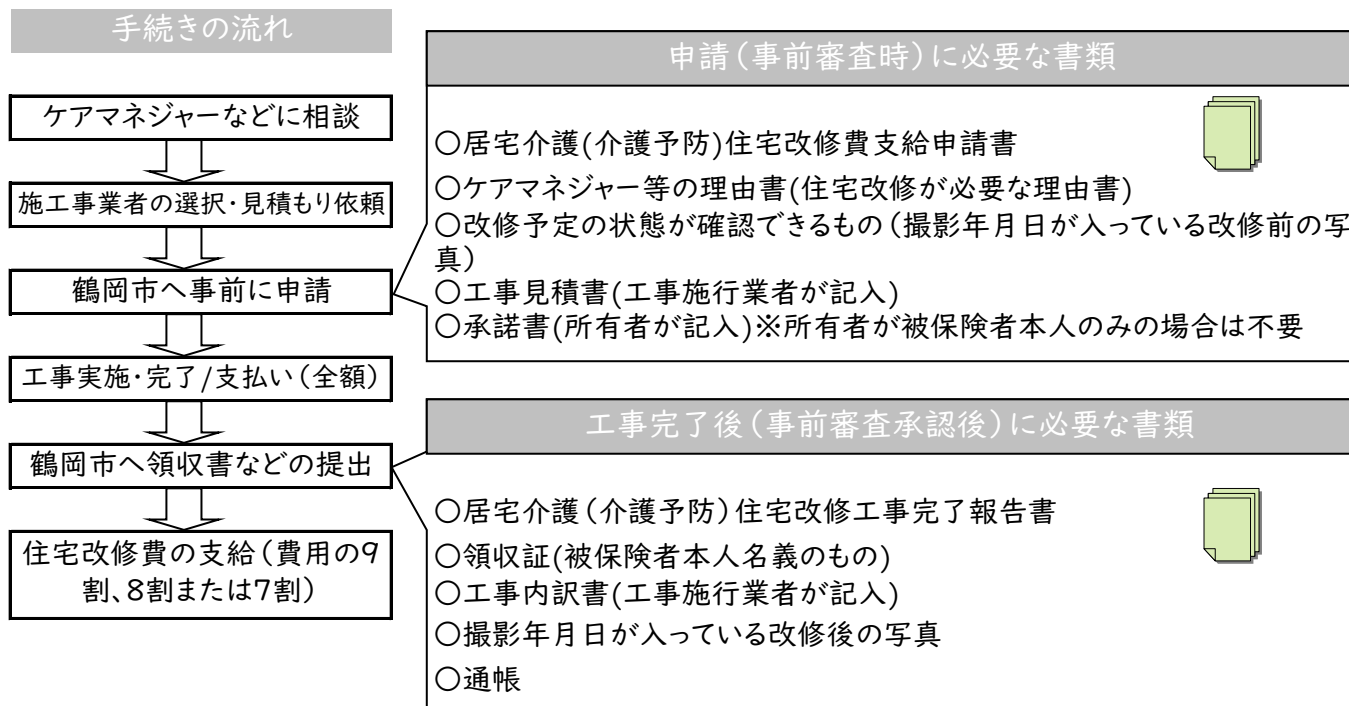 手続きの流れ
ケアマネジャーなどに相談
施工事業者の選択・見積もり依頼
鶴岡市へ事前に申請
工事実施・完了/支払い(全額)
鶴岡市へ領収書などの提出
住宅改修費の支給(費用の9
割、8割または7割)
申請(事前審査時)に必要な書類
○居宅介護(介護予防)住宅改修費支給申請書
○ケアマネジャー等の理由書(住宅改修が必要な理由書)
○改修予定の状態が確認できるもの(撮影年月日が入っている改修前の写
真)
○工事見積書(工事施行業者が記入)
○承諾書(所有者が記入)※所有者が被保険者本人のみの場合は不要
工事完了後(事前審査承認後)に必要な書類
○居宅介護(介護予防)住宅改修工事完了報告書
○領収証(被保険者本人名義のもの)
○工事内訳書(工事施行業者が記入)
○撮影年月日が入っている改修後の写真
○通帳